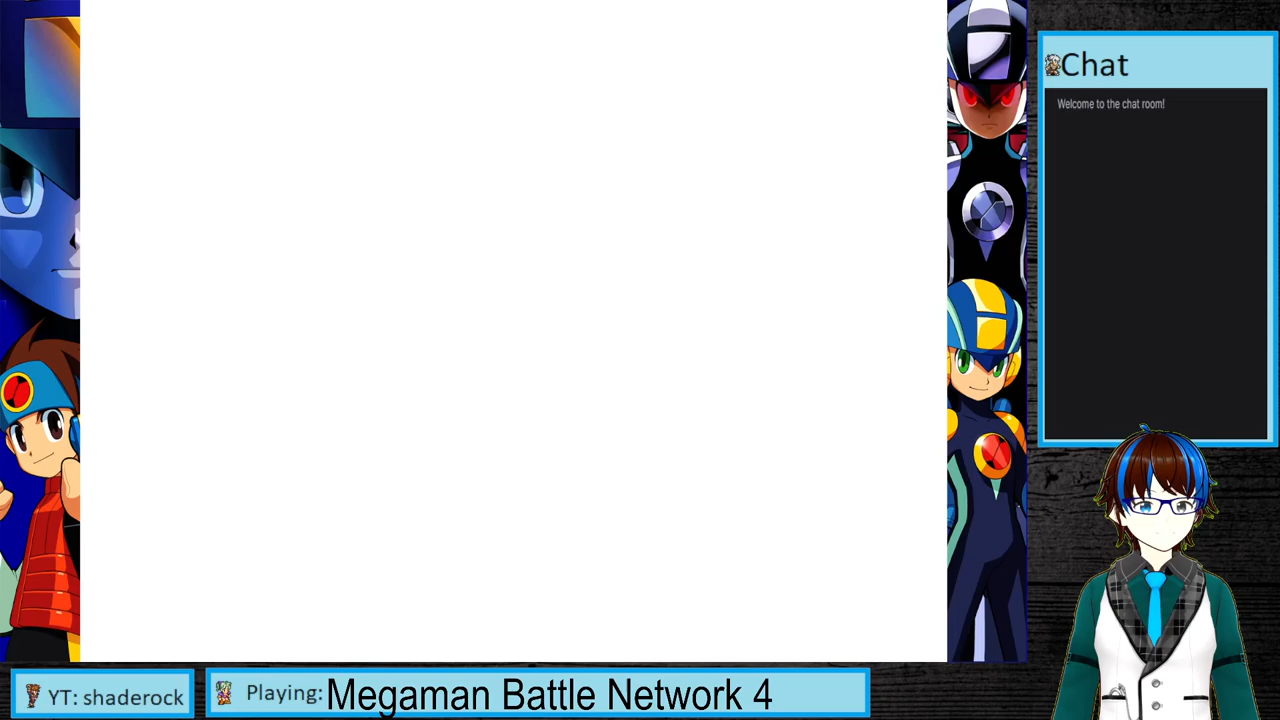 Chat
Welcome to the chat room!
YT: shaderock
Playing: Megaman Battle Network 4